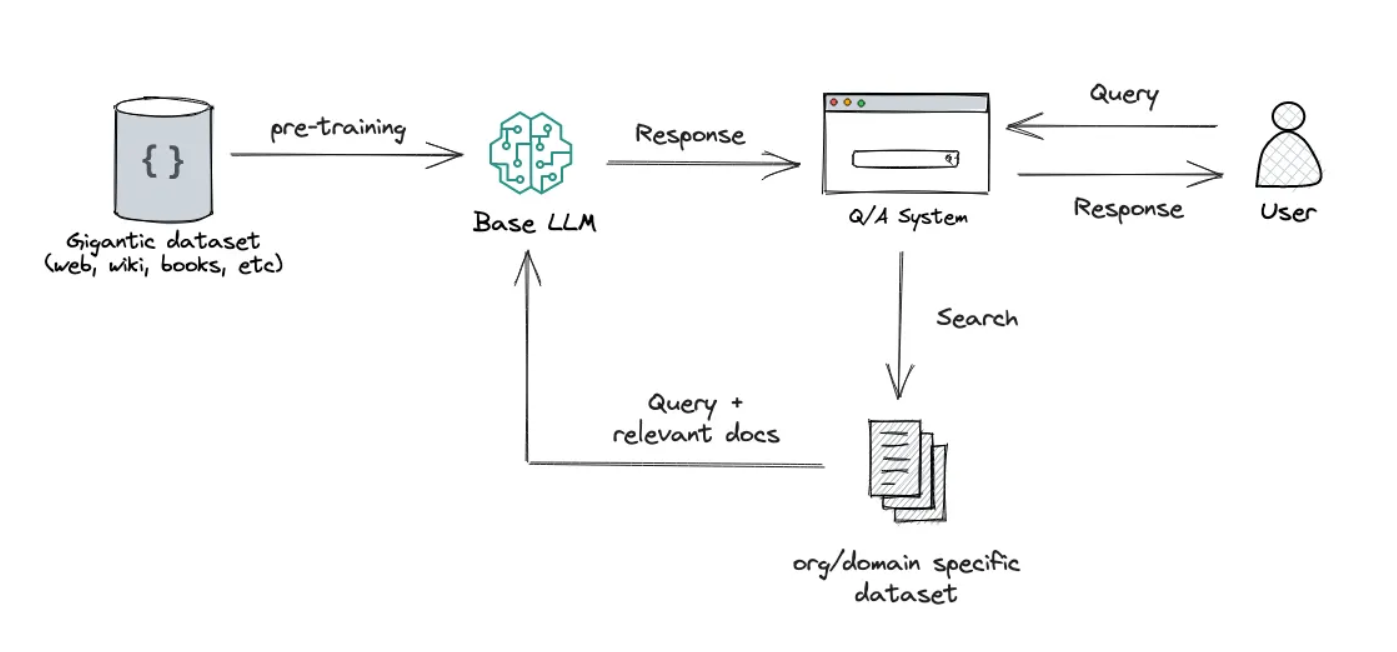 Query
pre-training
Response
{ }
Base LLM
Q/A System
Response
User
Gigantic dataset
(web, wiki, books, etc)
Search
Query +
relevant docs
org/domain specific
dataset